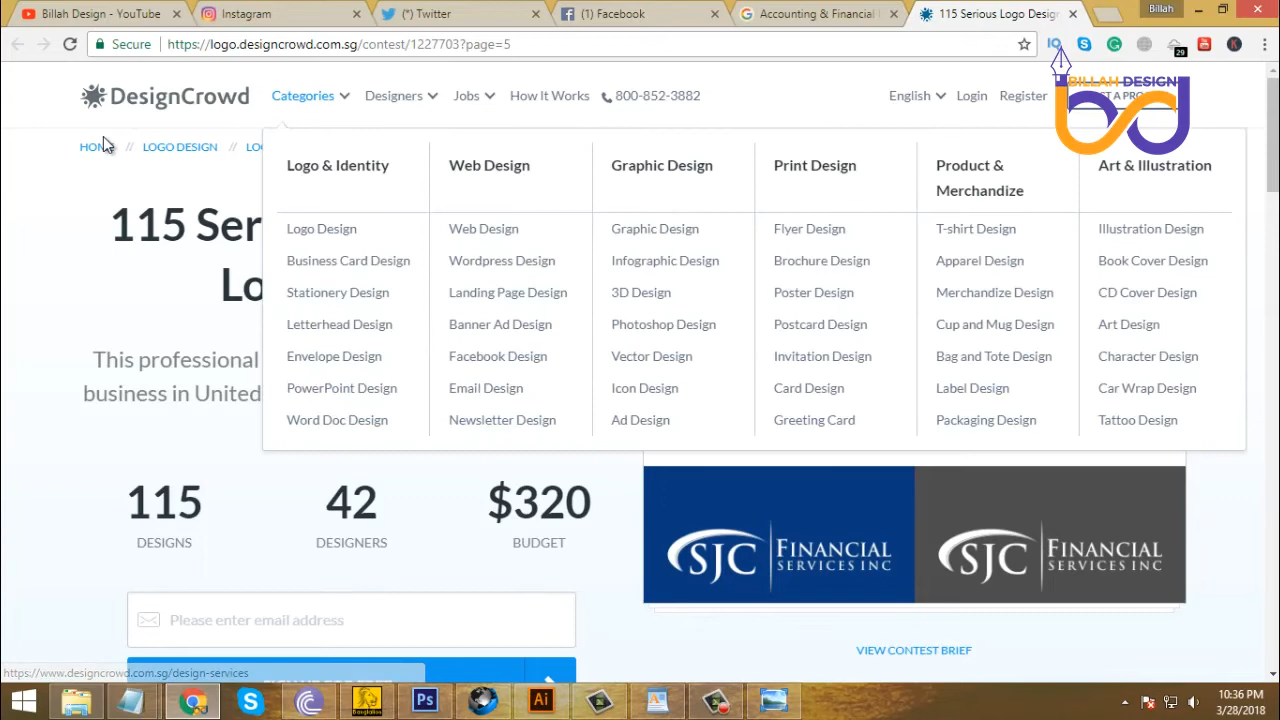 Billah Design - YouTube
Instagram
(*) Twitter
(1) Facebook
Accounting & Financial
115 Serious Logo Desig
Billah
Secure
https://logo.designcrowd.com.sg/contest/1227703?page=5
IO
29
K
DesignCrowd
Categories
Designers
Jobs
How It Works
800-852-3882
English
Login
Register
BILLAH DESIGN
bd
HOME // LOGO DESIGN // LO
Logo & Identity
Logo Design
Business Card Design
Stationery Design
Letterhead Design
Envelope Design
PowerPoint Design
Word Doc Design
Web Design
Web Design
Wordpress Design
Landing Page Design
Banner Ad Design
Facebook Design
Email Design
Newsletter Design
Graphic Design
Graphic Design
Infographic Design
3D Design
Photoshop Design
Vector Design
Icon Design
Ad Design
Print Design
Flyer Design
Brochure Design
Poster Design
Postcard Design
Invitation Design
Card Design
Greeting Card
Product &
Merchandize
T-shirt Design
Apparel Design
Merchandize Design
Cup and Mug Design
Bag and Tote Design
Label Design
Packaging Design
Art & Illustration
Illustration Design
Book Cover Design
CD Cover Design
Art Design
Character Design
Car Wrap Design
Tattoo Design
115 Ser
Lo
This professional
business in United
115
DESIGNS
42
DESIGNERS
$320
BUDGET
Please enter email address
SJC FINANCIAL
SERVICES INC
SJC FINANCIAL
SERVICES INC
VIEW CONTEST BRIEF
https://www.designcrowd.com.sg/design-services
Ps
Ai
10:36 PM
3/28/2018